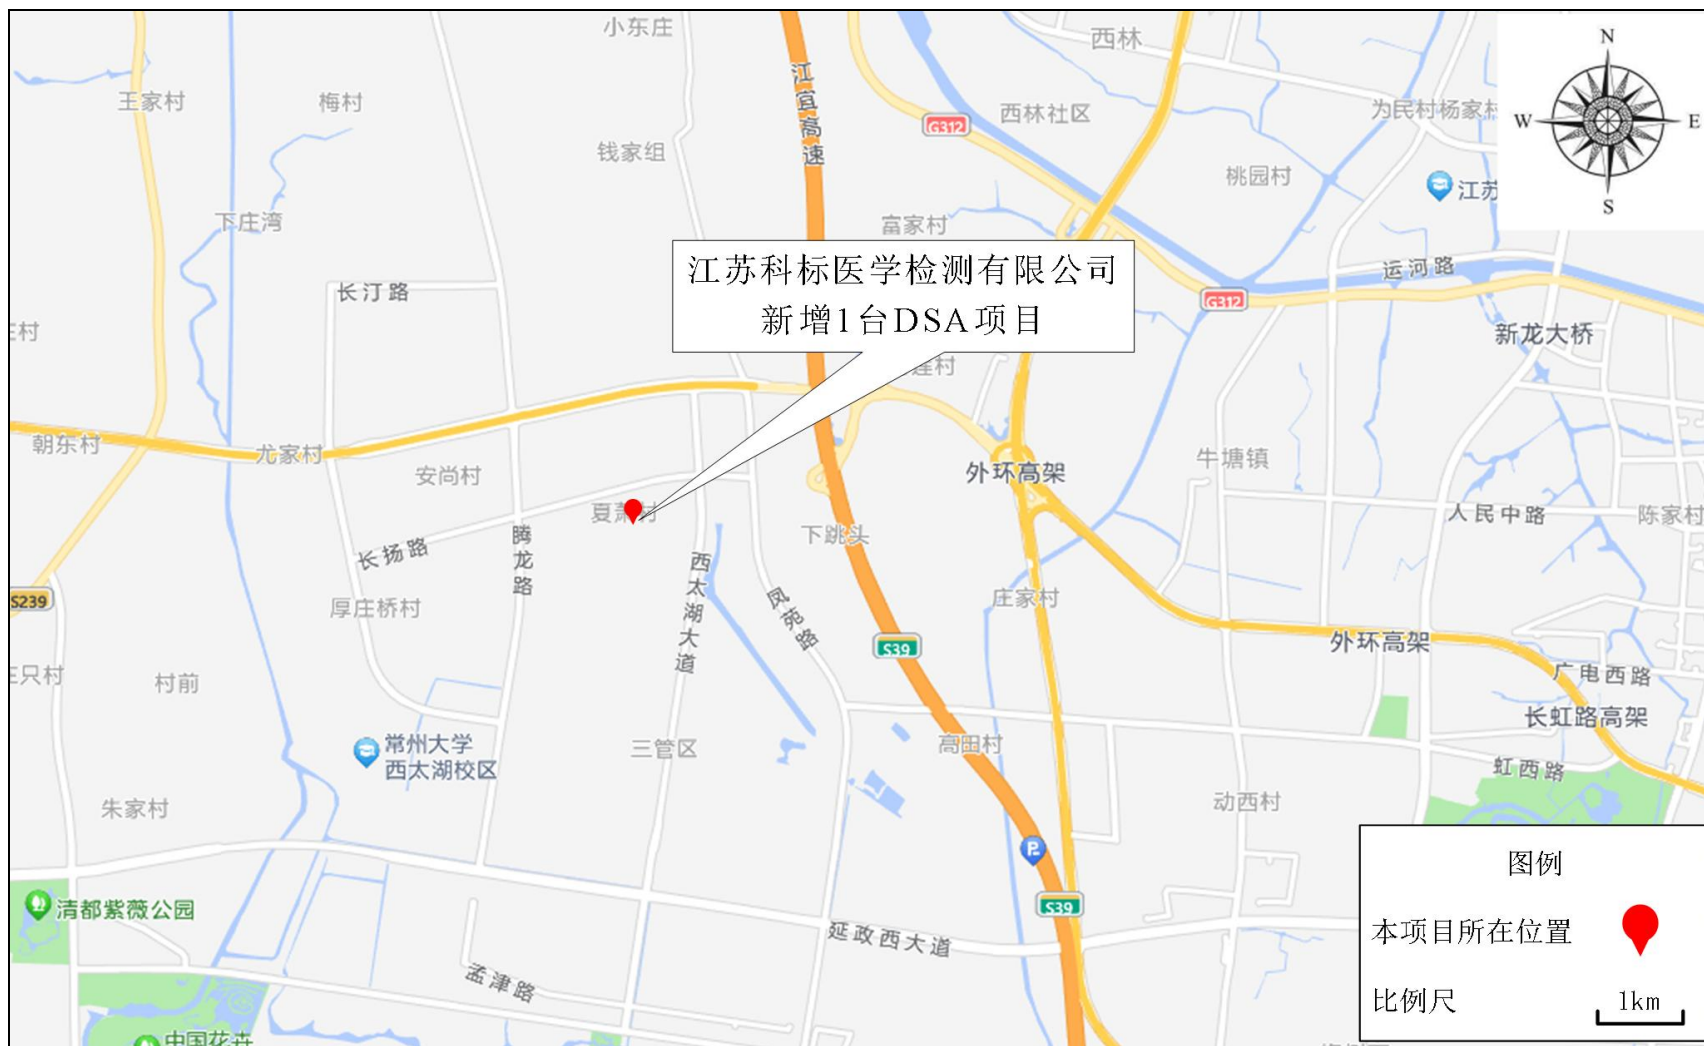 小东庄
西林
N
江宜高速
王家村
梅村
G312
西林社区
为民村杨家村
W
E
钱家组
桃园村
江苏
S
下庄湾
富家村
江苏科标医学检测有限公司
新增1台DSA项目
运河路
长汀路
G312
新龙大桥
朝东村
尤家村
安尚村
外环高架
牛塘镇
人民中路
陈家村
长扬路
腾龙路
下跳头
西太湖大道
凤苑路
S239
厚庄桥村
庄家村
S39
外环高架
村前
广电西路
长虹路高架
常州大学
西太湖校区
三管区
高田村
虹西路
朱家村
动西村
P
图例
清都紫薇公园
S39
本项目所在位置
延政西大道
孟津路
比例尺
1km
中国花卉